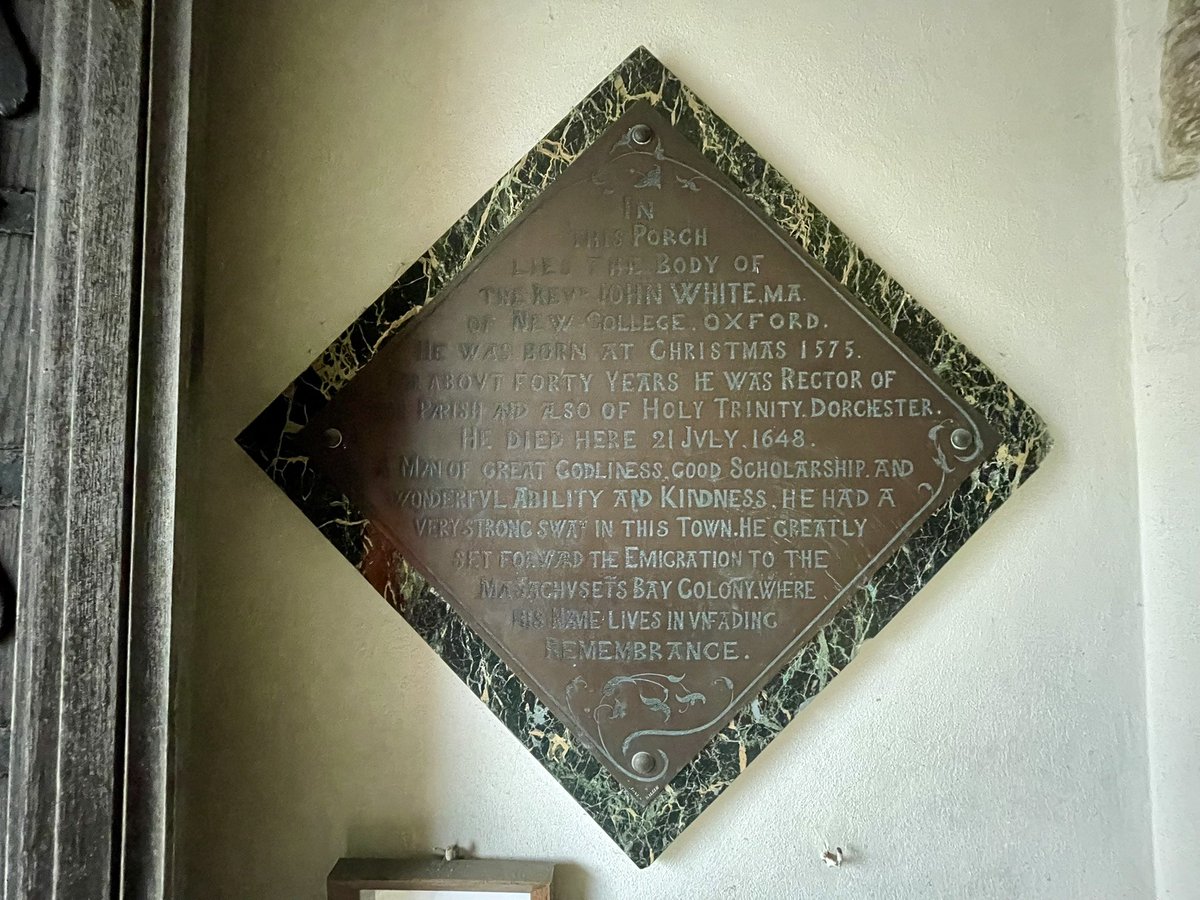 IN
THIS PORCH
LIES THE BODY OF
THE REVD JOHN WHITE, M.A.
OF NEW COLLEGE, OXFORD.
HE WAS BORN AT CHRISTMAS 1575.
FOR ABOVT FORTY YEARS HE WAS RECTOR OF
PARISH AND ALSO OF HOLY TRINITY, DORCHESTER.
HE DIED HERE 21 JVLY, 1648.
A MAN OF GREAT GODLINESS, GOOD SCHOLARSHIP, AND
WONDERFVL ABILITY AND KINDNESS, HE HAD A
VERY STRONG SWAY IN THIS TOWN. HE GREATLY
SET FORWARD THE EMIGRATION TO THE
MASSACHVSETS BAY COLONY, WHERE
HIS NAME LIVES IN VNFADING
REMEMBRANCE.